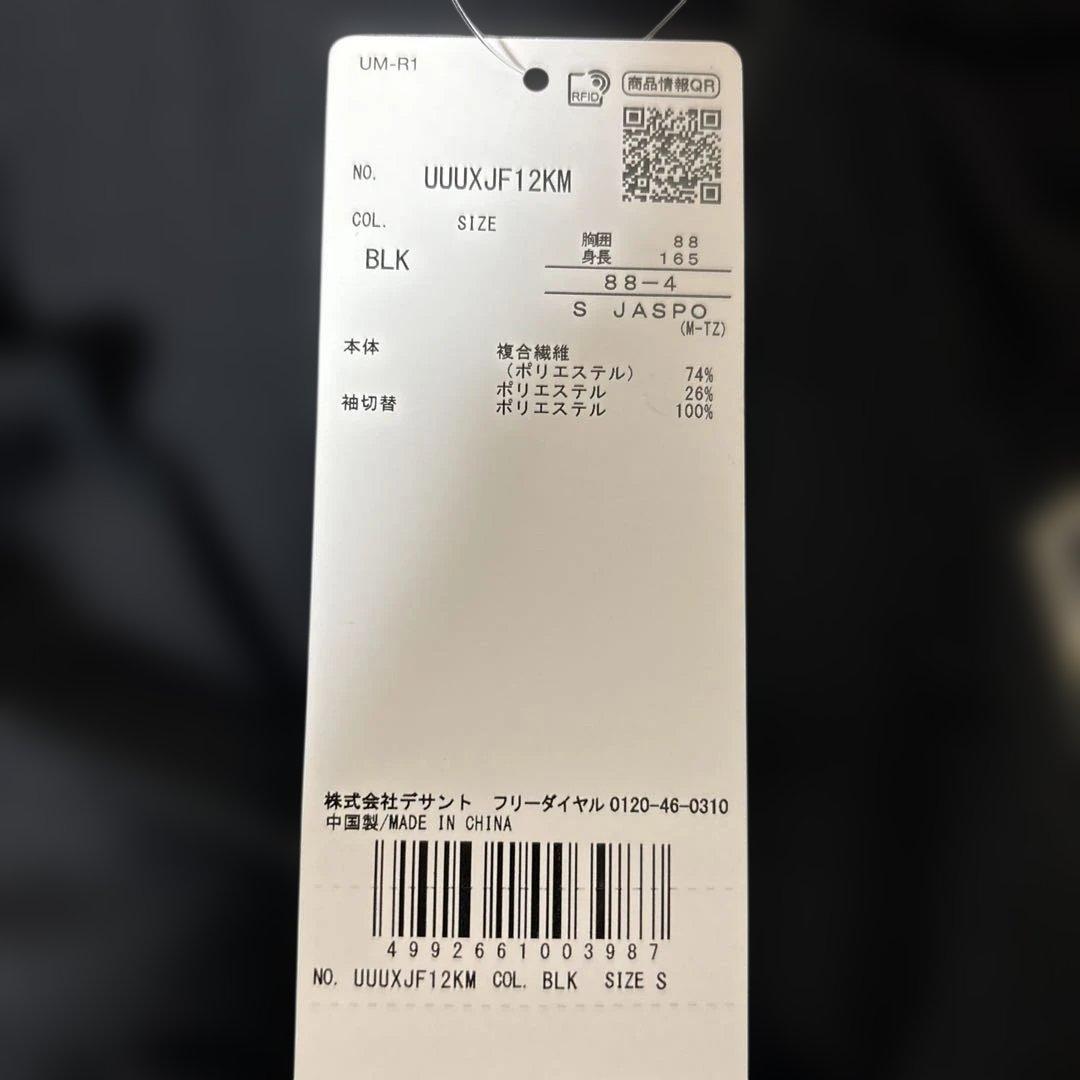 UM-R1
RFID
商品情報QR
NO. UUUXJF12KM
COL. SIZE
BLK
胸囲 88
身長 165
88-4
S JASPO
(M-TZ)
本体 複合繊維
(ポリエステル) 74%
ポリエステル 26%
袖切替 ポリエステル 100%
株式会社デサント フリーダイヤル 0120-46-0310
中国製/MADE IN CHINA
4992661003987
NO. UUUXJF12KM COL. BLK SIZE S